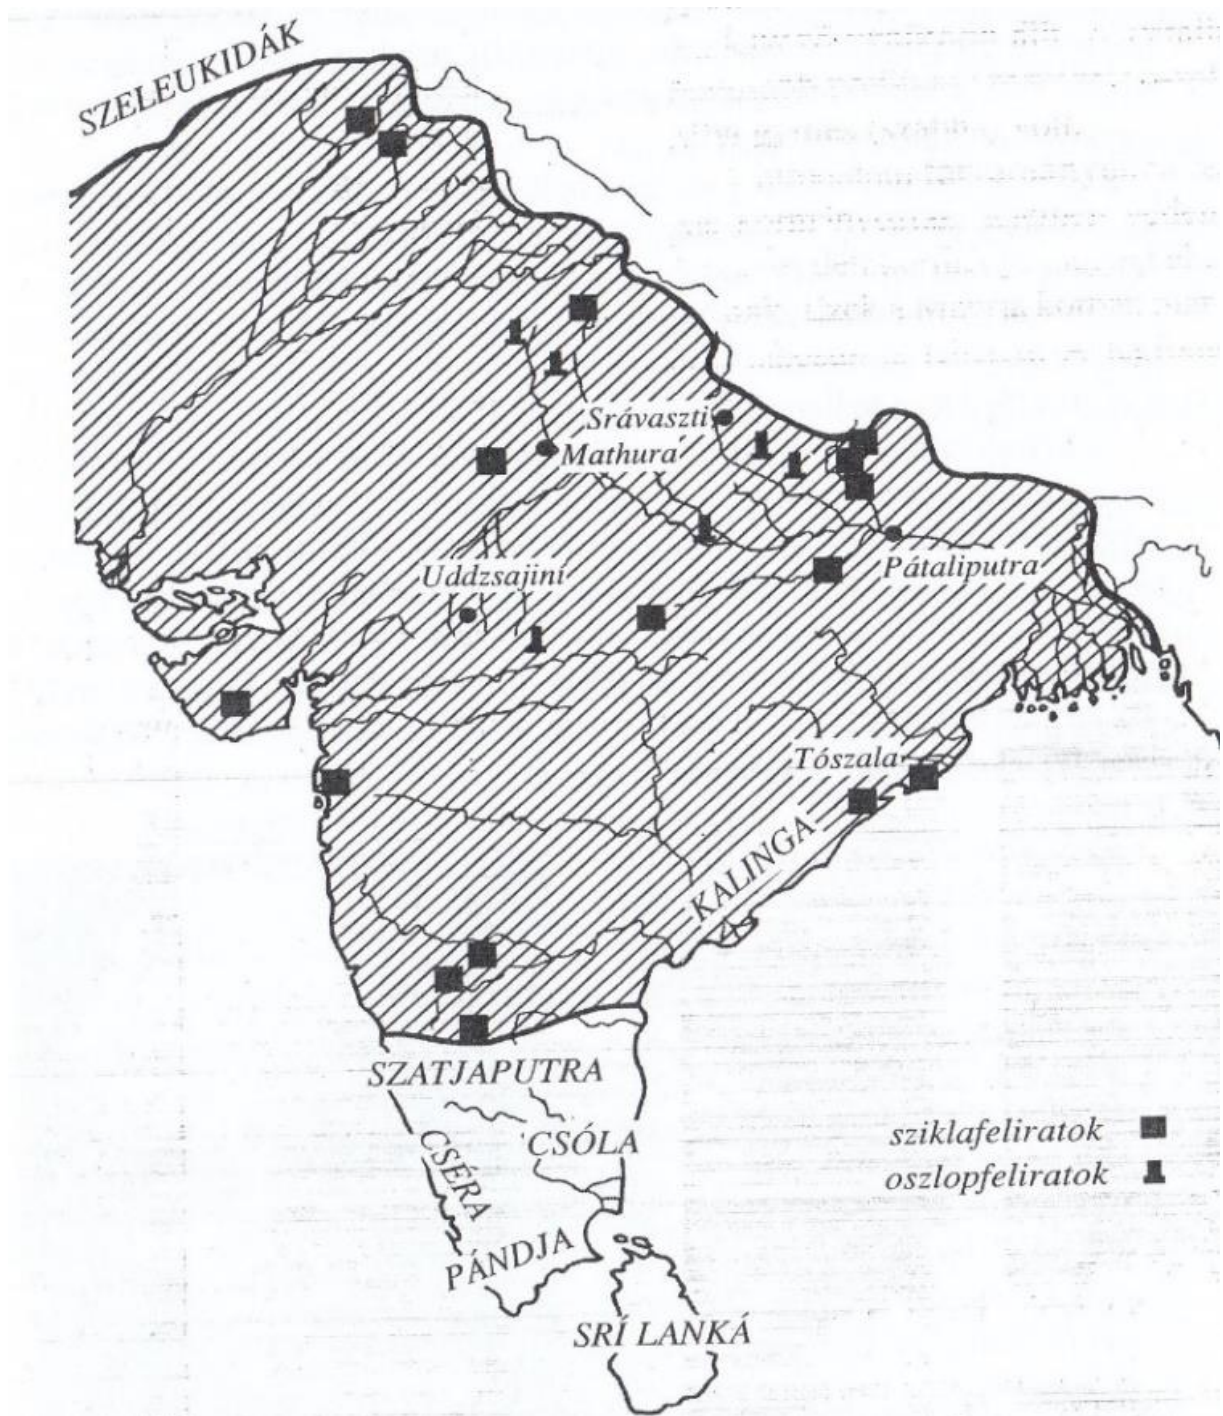 SZELEUKIDÁK
Srávaszti
Mathura
Uddzsajiní
Pátaliputra
Tószala
KALINGA
SZATJAPUTRA
CSÓLA
CSÉRA
PÁNDJA
SRÍ LANKÁ
sziklafeliratok
oszlopfeliratok